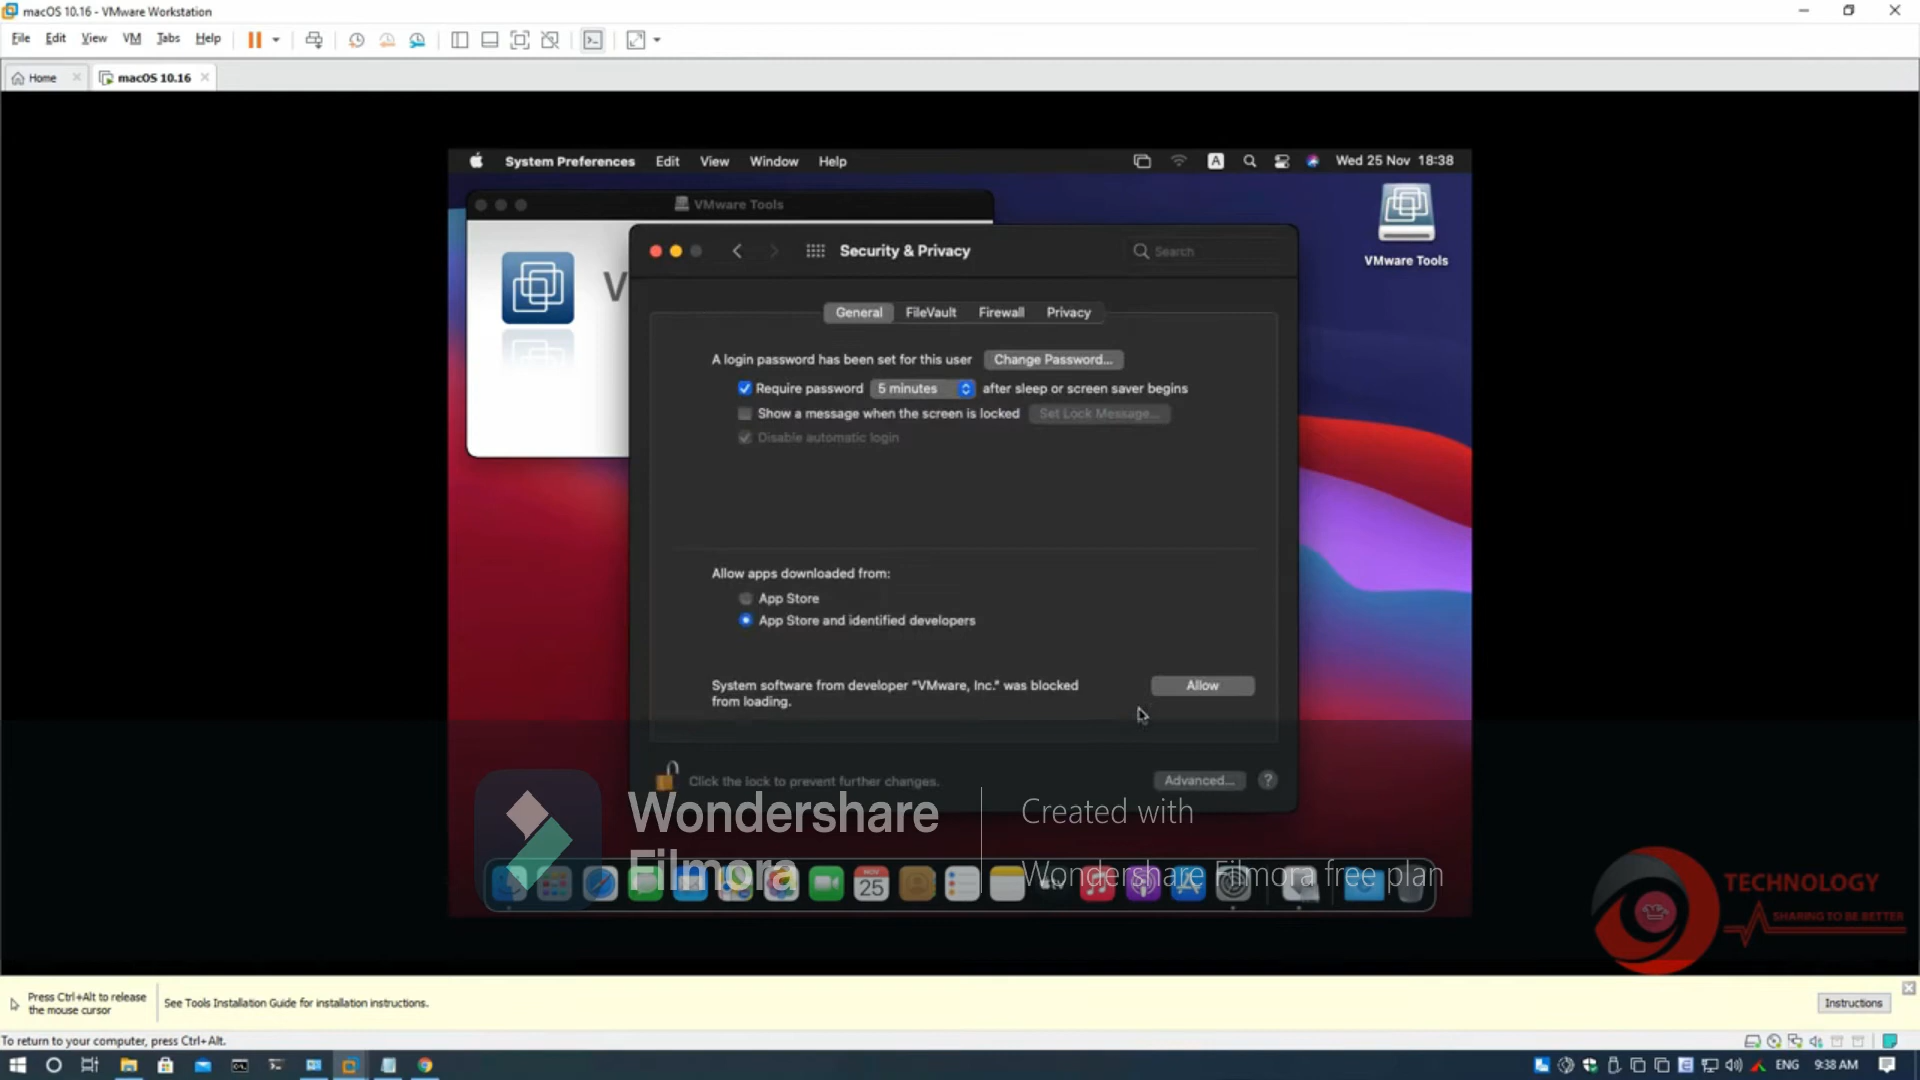 macOS 10.16 - VMware Workstation
File Edit View VM Tabs Help
Home
macOS 10.16
System Preferences Edit View Window Help
A
Wed 25 Nov 18:38
VMware Tools
V
VMware Tools
Security & Privacy
Search
General FileVault Firewall Privacy
A login password has been set for this user
Change Password...
Require password 5 minutes after sleep or screen saver begins
Show a message when the screen is locked
Set Lock Message...
Disable automatic login
Allow apps downloaded from:
App Store
App Store and identified developers
System software from developer “VMware, Inc.” was blocked
from loading.
Allow
Click the lock to prevent further changes.
Advanced...
?
Wondershare
Filmora
Created with
Wondershare Filmora free plan
NOV
25
TECHNOLOGY
SHARING TO BE BETTER
Press Ctrl+Alt to release
the mouse cursor
See Tools Installation Guide for installation instructions.
Instructions
To return to your computer, press Ctrl+Alt.
ENG
9:38 AM